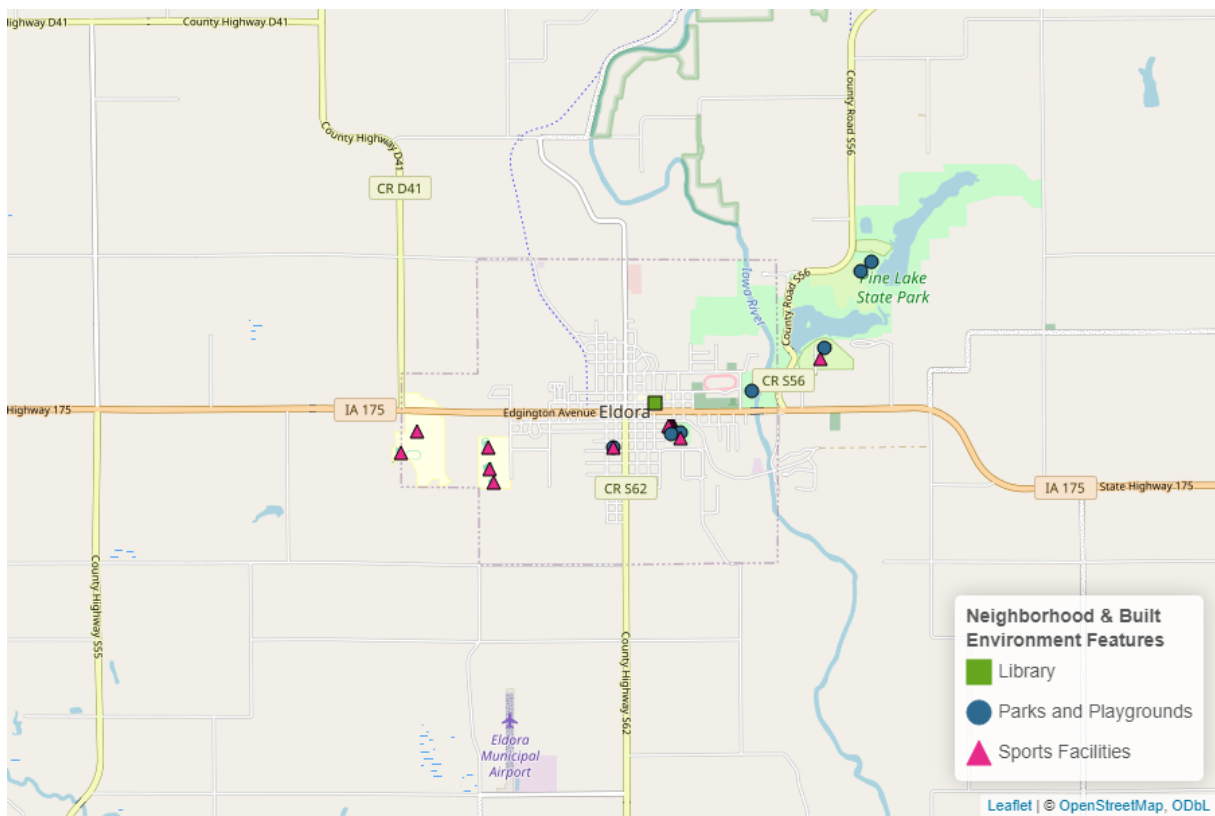 Highway D41
County Highway D41
County Highway D41
CR D41
County Road S56
Iowa River
County Road S56
Pine Lake
State Park
CR S56
Highway 175
IA 175
Edgington Avenue
Eldora
CR S62
IA 175
State Highway 175
County Highway S55
County Highway S62
Eldora
Municipal
Airport
Neighborhood & Built
Environment Features
Library
Parks and Playgrounds
Sports Facilities
Leaflet | © OpenStreetMap, ODbL